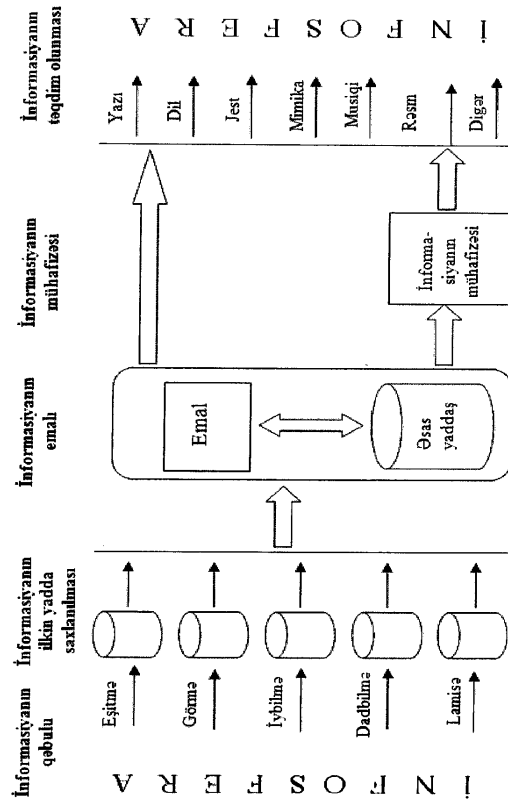 İnformasiyanın
qəbulu
İnformasiyanın
ilkin yadda
saxlanılması
İnformasiyanın
emalı
İnformasiyanın
mühafizəsi
İnformasiyanın
təqdim olunması
İ N F O S F E R A
Eşitmə
Görmə
İybilmə
Dadbilmə
Lamisə
Emal
Əsas
yaddaş
İnforma-
siyanın
mühafizəsi
Yazı
Dil
Jest
Mimika
Musiqi
Rəsm
Digər
İ N F O S F E R A